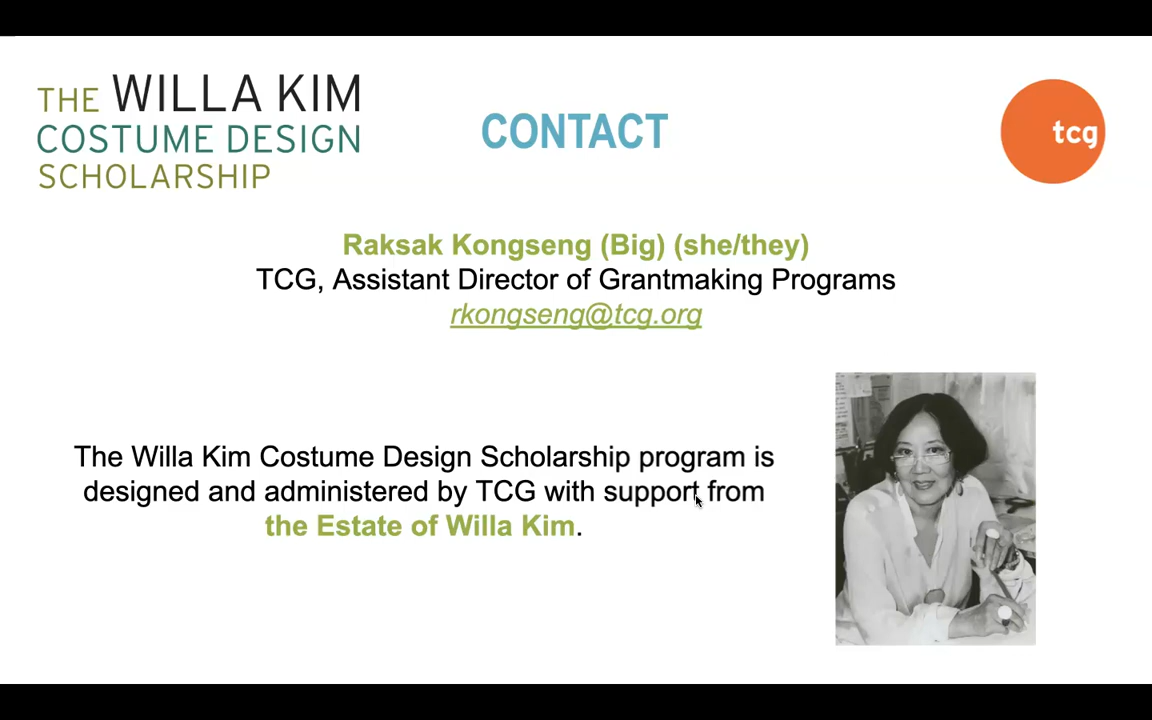 THE WILLA KIM
COSTUME DESIGN
SCHOLARSHIP
CONTACT
tcg
Raksak Kongseng (Big) (she/they)
TCG, Assistant Director of Grantmaking Programs
rkongseng@tcg.org
The Willa Kim Costume Design Scholarship program is
designed and administered by TCG with support from
the Estate of Willa Kim.